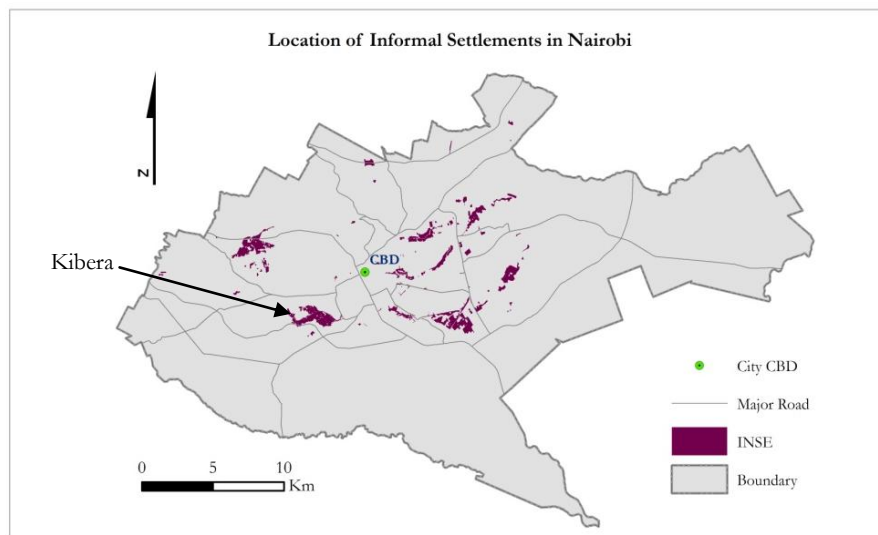 Location of Informal Settlements in Nairobi
N
CBD
Kibera
City CBD
Major Road
INSE
Boundary
0 5 10
Km